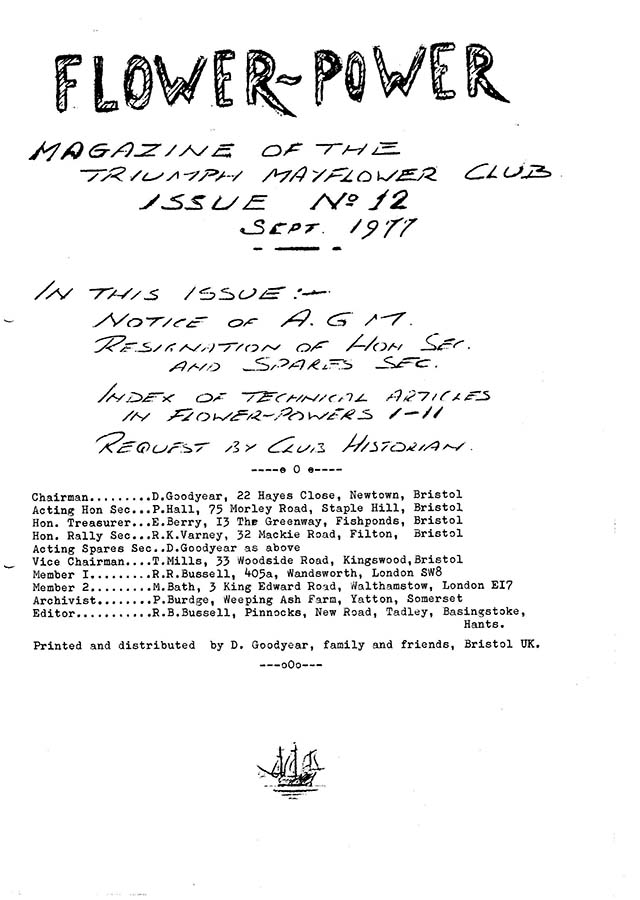 FLOWER-POWER
MAGAZINE OF THE
TRIUMPH MAYFLOWER CLUB
ISSUE No 12
SEPT. 1977
IN THIS ISSUE:-
NOTICE OF A.G M.
RESIGNATION OF HON SEC.
AND SPARES SEC.
INDEX OF TECHNICAL ARTICLES
IN FLOWER-POWERS 1-11
REQUEST BY CLUB HISTORIAN.
----e O e----
Chairman.........D.Goodyear, 22 Hayes Close, Newtown, Bristol
Acting Hon Sec...P.Hall, 75 Morley Road, Staple Hill, Bristol
Hon. Treasurer...E.Berry, I3 The Greenway, Fishponds, Bristol
Hon. Rally Sec...R.K.Varney, 32 Mackie Road, Filton, Bristol
Acting Spares Sec..D.Goodyear as above
Vice Chairman....T.Mills, 33 Woodside Road, Kingswood,Bristol
Member I.........R.R.Bussell, 405a, Wandsworth, London SW8
Member 2.........M.Bath, 3 King Edward Road, Walthamstow, London EI7
Archivist........P.Burdge, Weeping Ash Farm, Yatton, Somerset
Editor...........R.B.Bussell, Pinnocks, New Road, Tadley, Basingstoke,
Hants.
Printed and distributed by D. Goodyear, family and friends, Bristol UK.
---oOo---